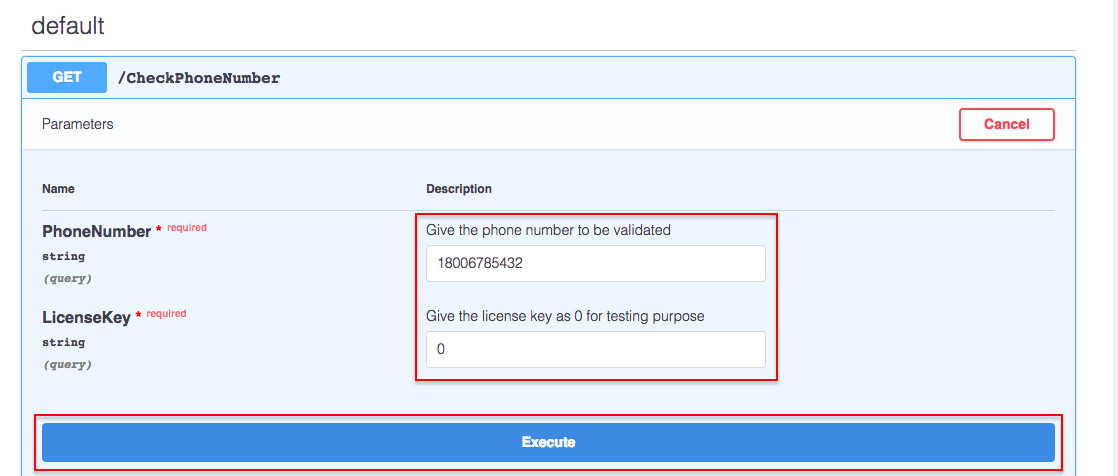 default
GET /CheckPhoneNumber
Parameters Cancel
Name Description
PhoneNumber * required Give the phone number to be validated
string 18006785432
(query)
LicenseKey * required Give the license key as 0 for testing purpose
string 0
(query)
Execute